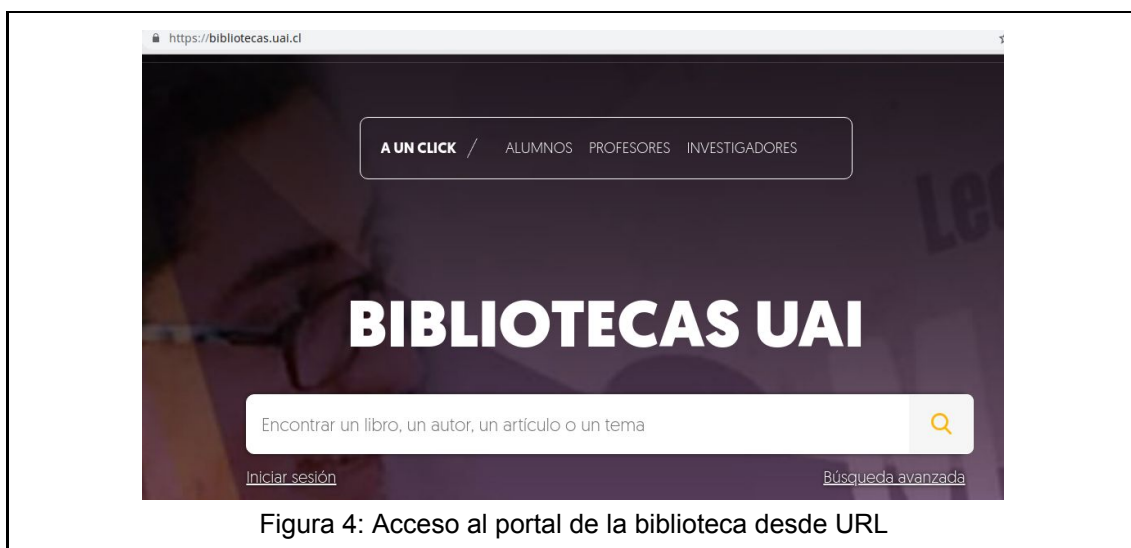 https://bibliotecas.uai.cl
A UN CLICK / ALUMNOS PROFESORES INVESTIGADORES
Lee
BIBLIOTECAS UAI
Encontrar un libro, un autor, un artículo o un tema
Iniciar sesión Búsqueda avanzada
Figura 4: Acceso al portal de la biblioteca desde URL